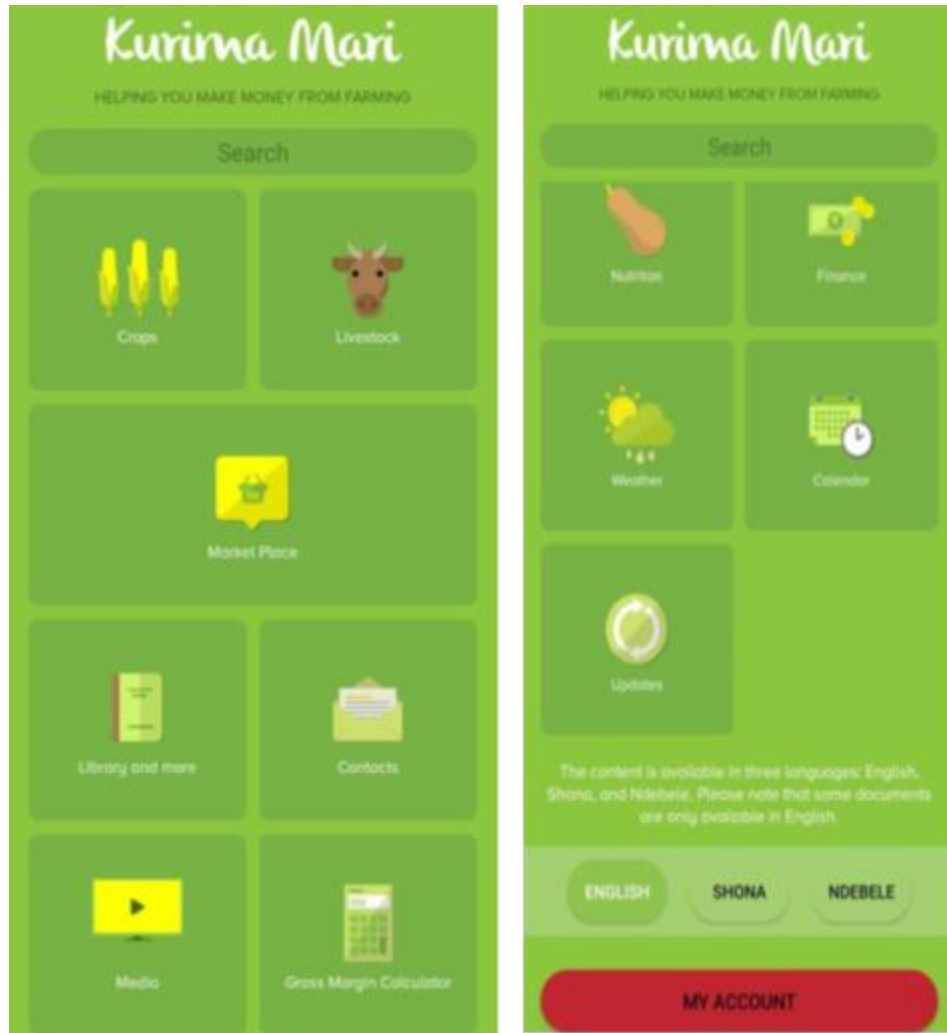 Kurima Mari
HELPING YOU MAKE MONEY FROM FARMING
Search
Crops
Livestock
Market Place
Library and more
Contacts
Media
Gross Margin Calculator
Kurima Mari
HELPING YOU MAKE MONEY FROM FARMING
Search
Nutrition
Finance
Weather
Calendar
Updates
The content is available in three languages: English,
Shona, and Ndebele. Please note that some documents
are only available in English.
ENGLISH
SHONA
NDEBELE
MY ACCOUNT